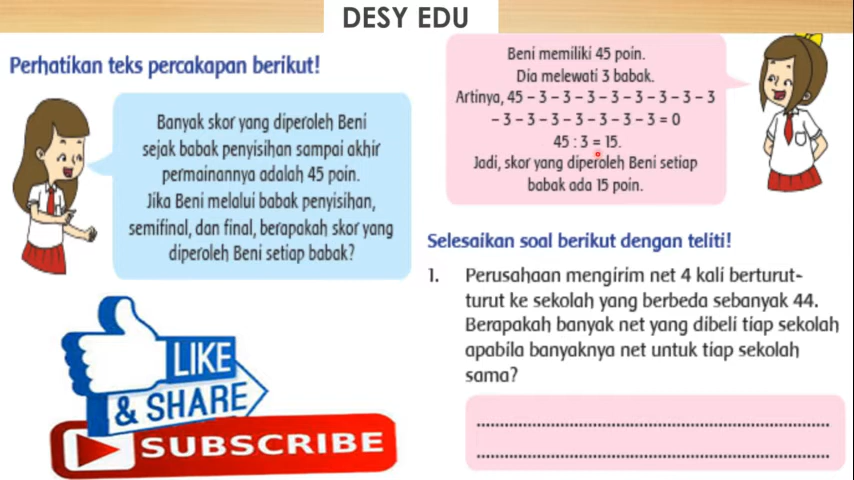 DESY EDU
Perhatikan teks percakapan berikut!
Banyak skor yang diperoleh Beni
sejak babak penyisihan sampai akhir
permainannya adalah 45 poin.
Jika Beni melalui babak penyisihan,
semifinal, dan final, berapakah skor yang
diperoleh Beni setiap babak?
Beni memiliki 45 poin.
Dia melewati 3 babak.
Artinya, 45 – 3 – 3 – 3 – 3 – 3 – 3 – 3 – 3
– 3 – 3 – 3 – 3 – 3 – 3 – 3 = 0
45 : 3 = 15.
Jadi, skor yang diperoleh Beni setiap
babak ada 15 poin.
Selesaikan soal berikut dengan teliti!
1. Perusahaan mengirim net 4 kali berturut-
turut ke sekolah yang berbeda sebanyak 44.
Berapakah banyak net yang dibeli tiap sekolah
apabila banyaknya net untuk tiap sekolah
sama?
LIKE
& SHARE
SUBSCRIBE